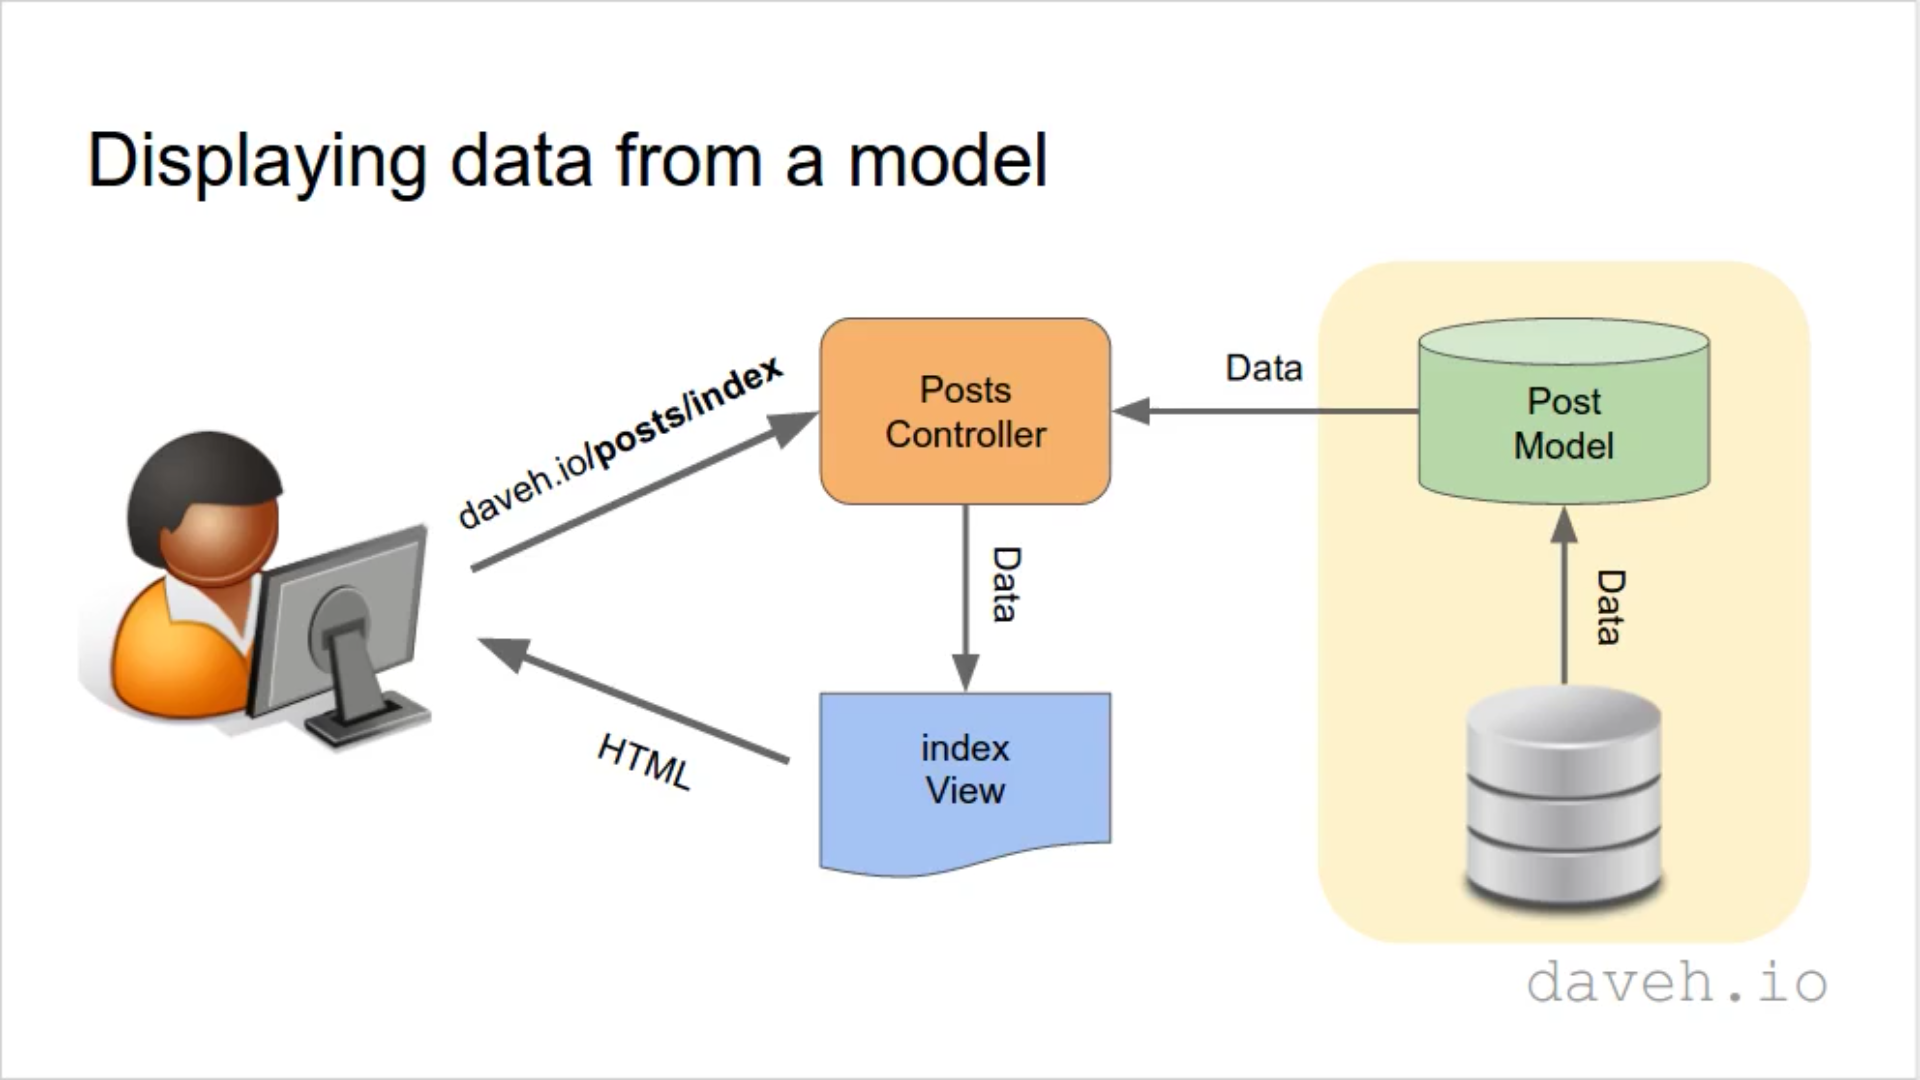 Displaying data from a model
daveh.io/posts/index
Posts
Controller
Data
Post
Model
Data
Data
HTML
index
View
daveh.io